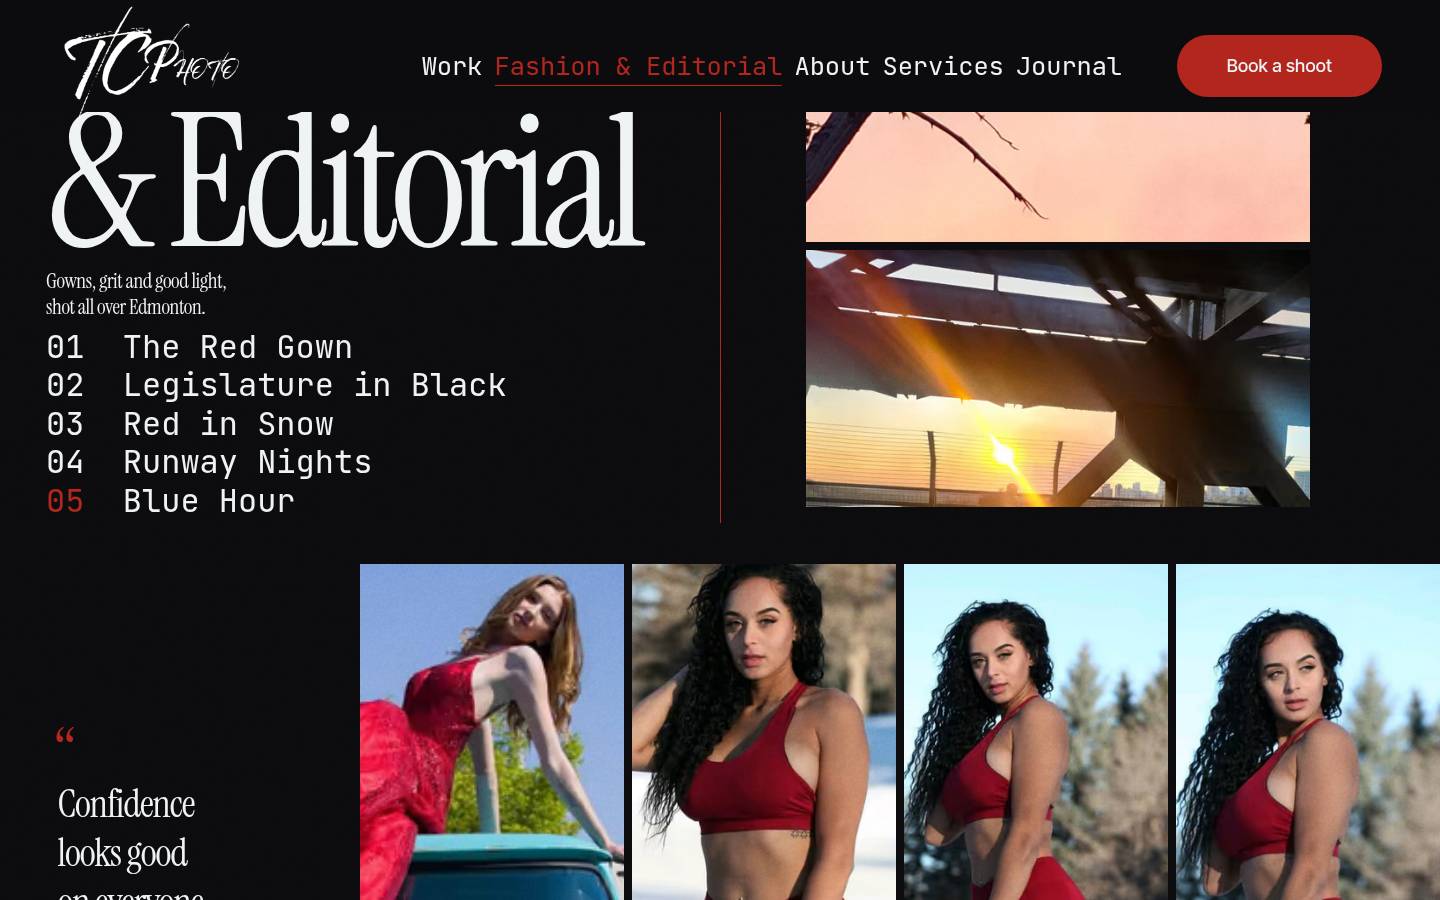 TCPHOTO
Work Fashion & Editorial About Services Journal
Book a shoot
& Editorial
Gowns, grit and good light,
shot all over Edmonton.
01 The Red Gown
02 Legislature in Black
03 Red in Snow
04 Runway Nights
05 Blue Hour
“
Confidence
looks good
on everyone